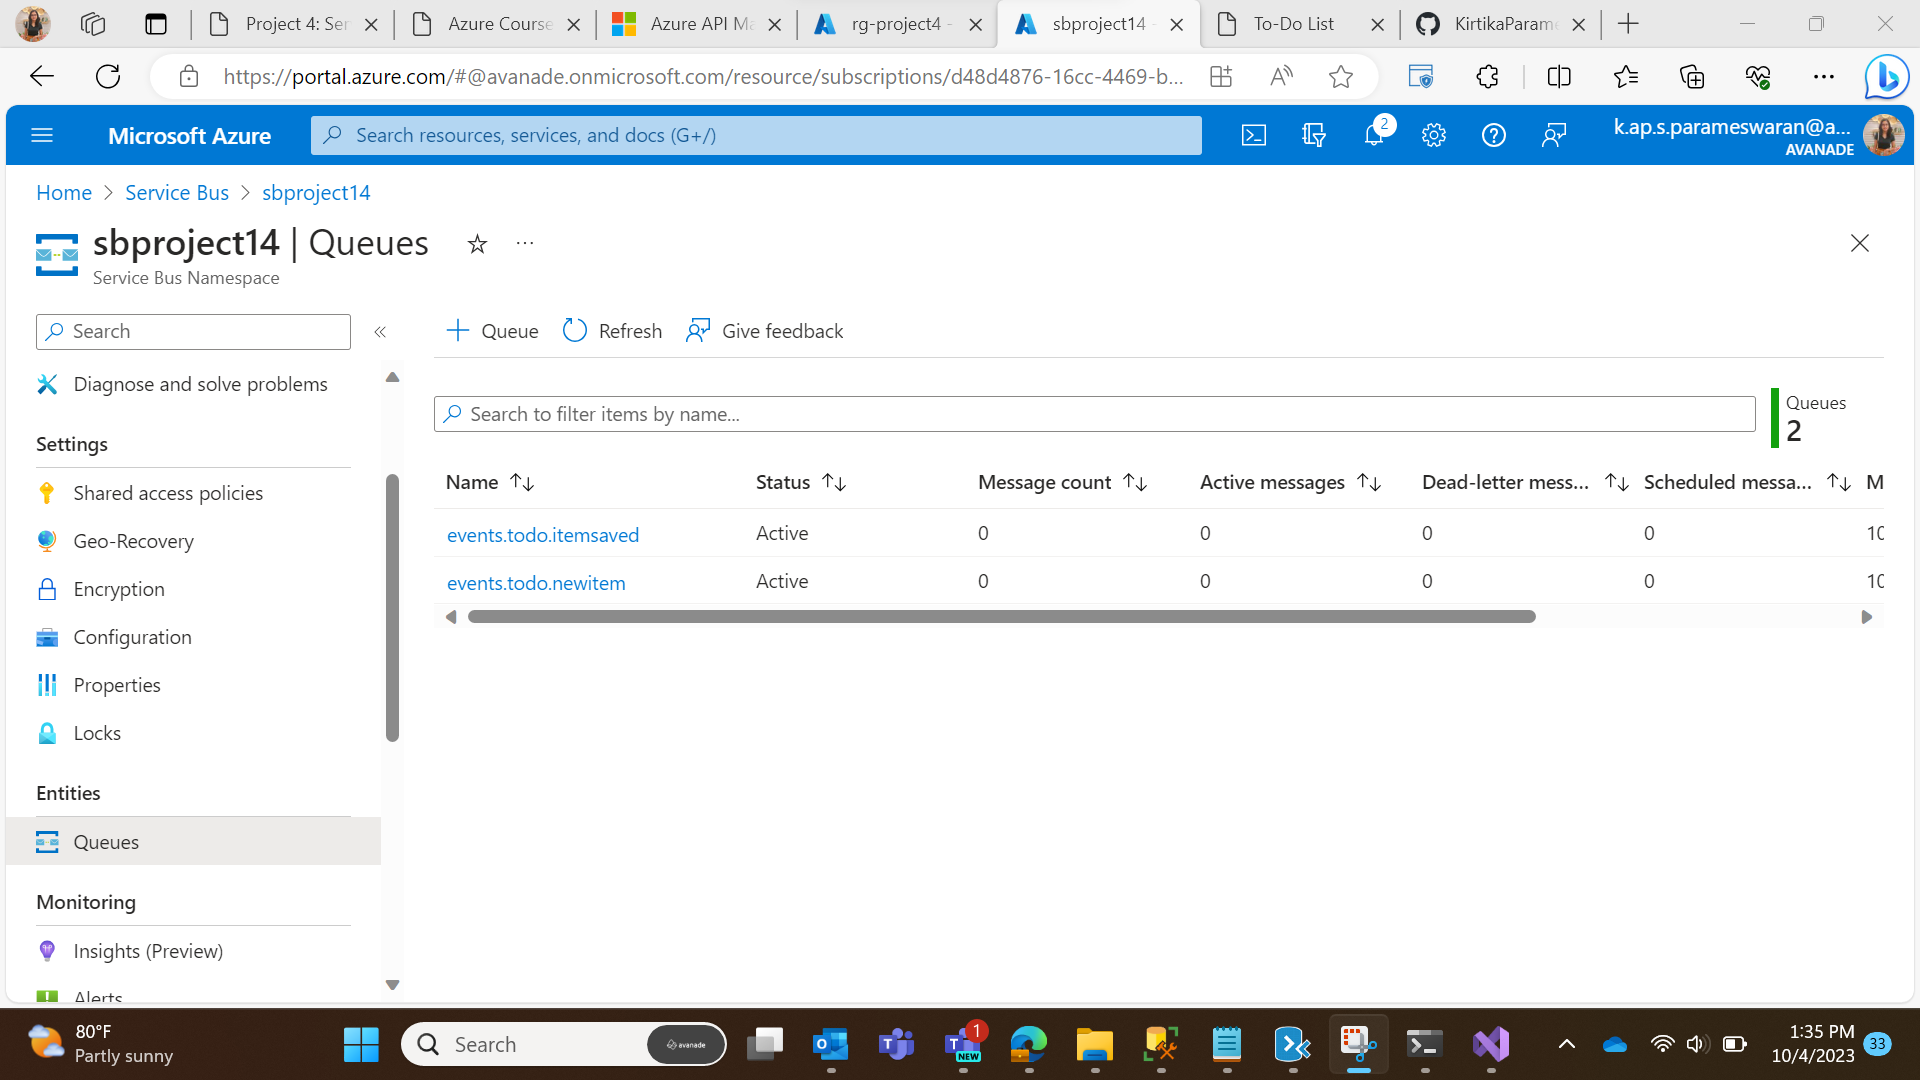 Project 4: Ser
Azure Course
Azure API Ma
rg-project4 -
sbproject14 -
To-Do List
KirtikaParame
https://portal.azure.com/#@avanade.onmicrosoft.com/resource/subscriptions/d48d4876-16cc-4469-b...
Microsoft Azure
Search resources, services, and docs (G+/)
2
k.ap.s.parameswaran@a...
AVANADE
Home > Service Bus > sbproject14
sbproject14 | Queues
Service Bus Namespace
Search
Queue
Refresh
Give feedback
Diagnose and solve problems
Settings
Shared access policies
Geo-Recovery
Encryption
Configuration
Properties
Locks
Entities
Queues
Monitoring
Insights (Preview)
Alerts
Search to filter items by name...
Queues
2
Name Status Message count Active messages Dead-letter mess... Scheduled messa... M
events.todo.itemsaved Active 0 0 0 0 10
events.todo.newitem Active 0 0 0 0 10
80°F
Partly sunny
Search
avanade
1
NEW
1:35 PM
10/4/2023
33